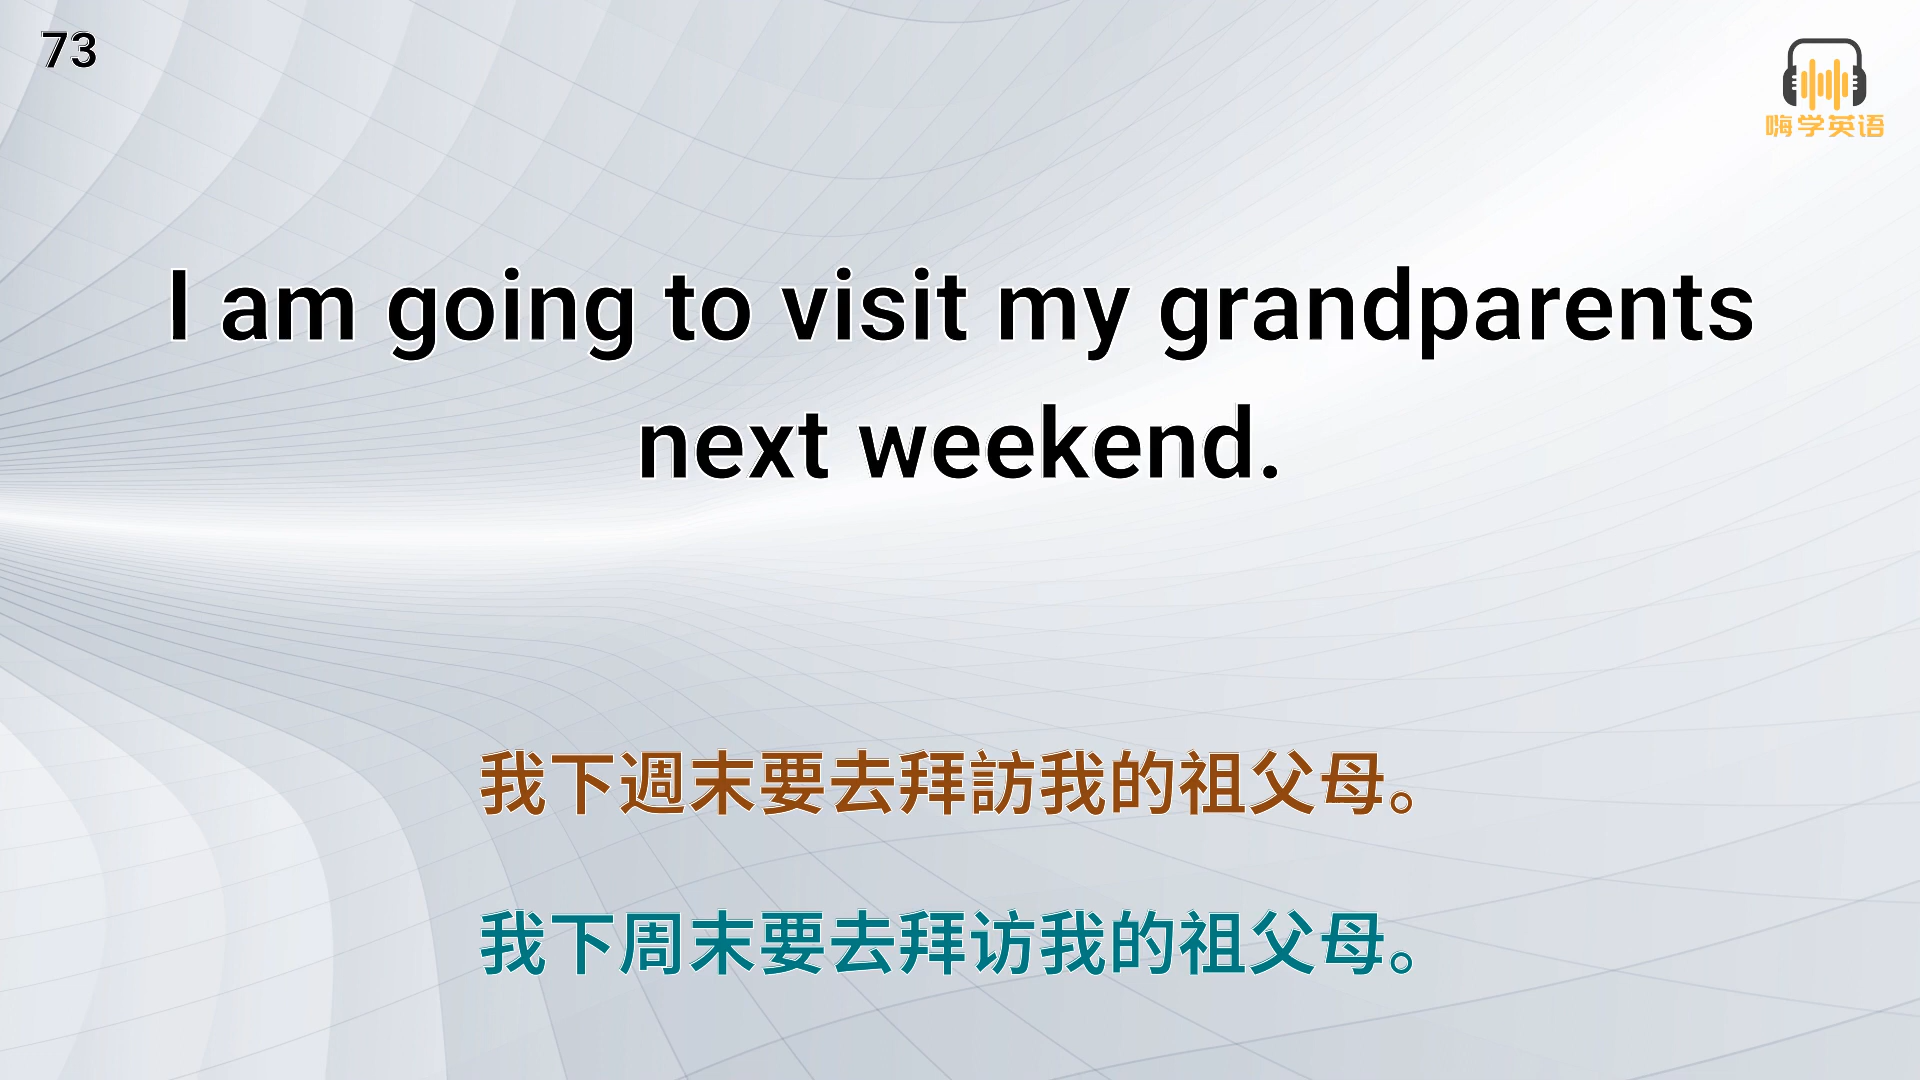 73
嗨学英语
I am going to visit my grandparents
next weekend.
我下週末要去拜訪我的祖父母。
我下周末要去拜访我的祖父母。